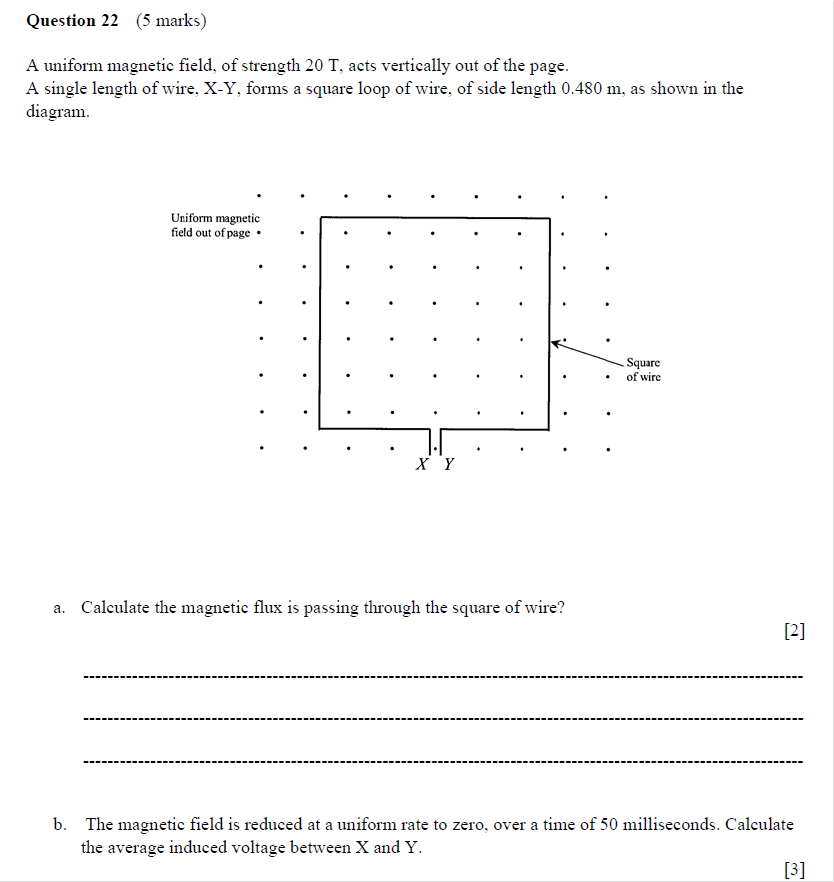 Question 22 (5 marks)
A uniform magnetic field, of strength 20 T, acts vertically out of the page.
A single length of wire, X-Y, forms a square loop of wire, of side length 0.480 m, as shown in the
diagram.
Uniform magnetic
field out of page
Square
of wire
X Y
a. Calculate the magnetic flux is passing through the square of wire?
[2]
b. The magnetic field is reduced at a uniform rate to zero, over a time of 50 milliseconds. Calculate
the average induced voltage between X and Y.
[3]